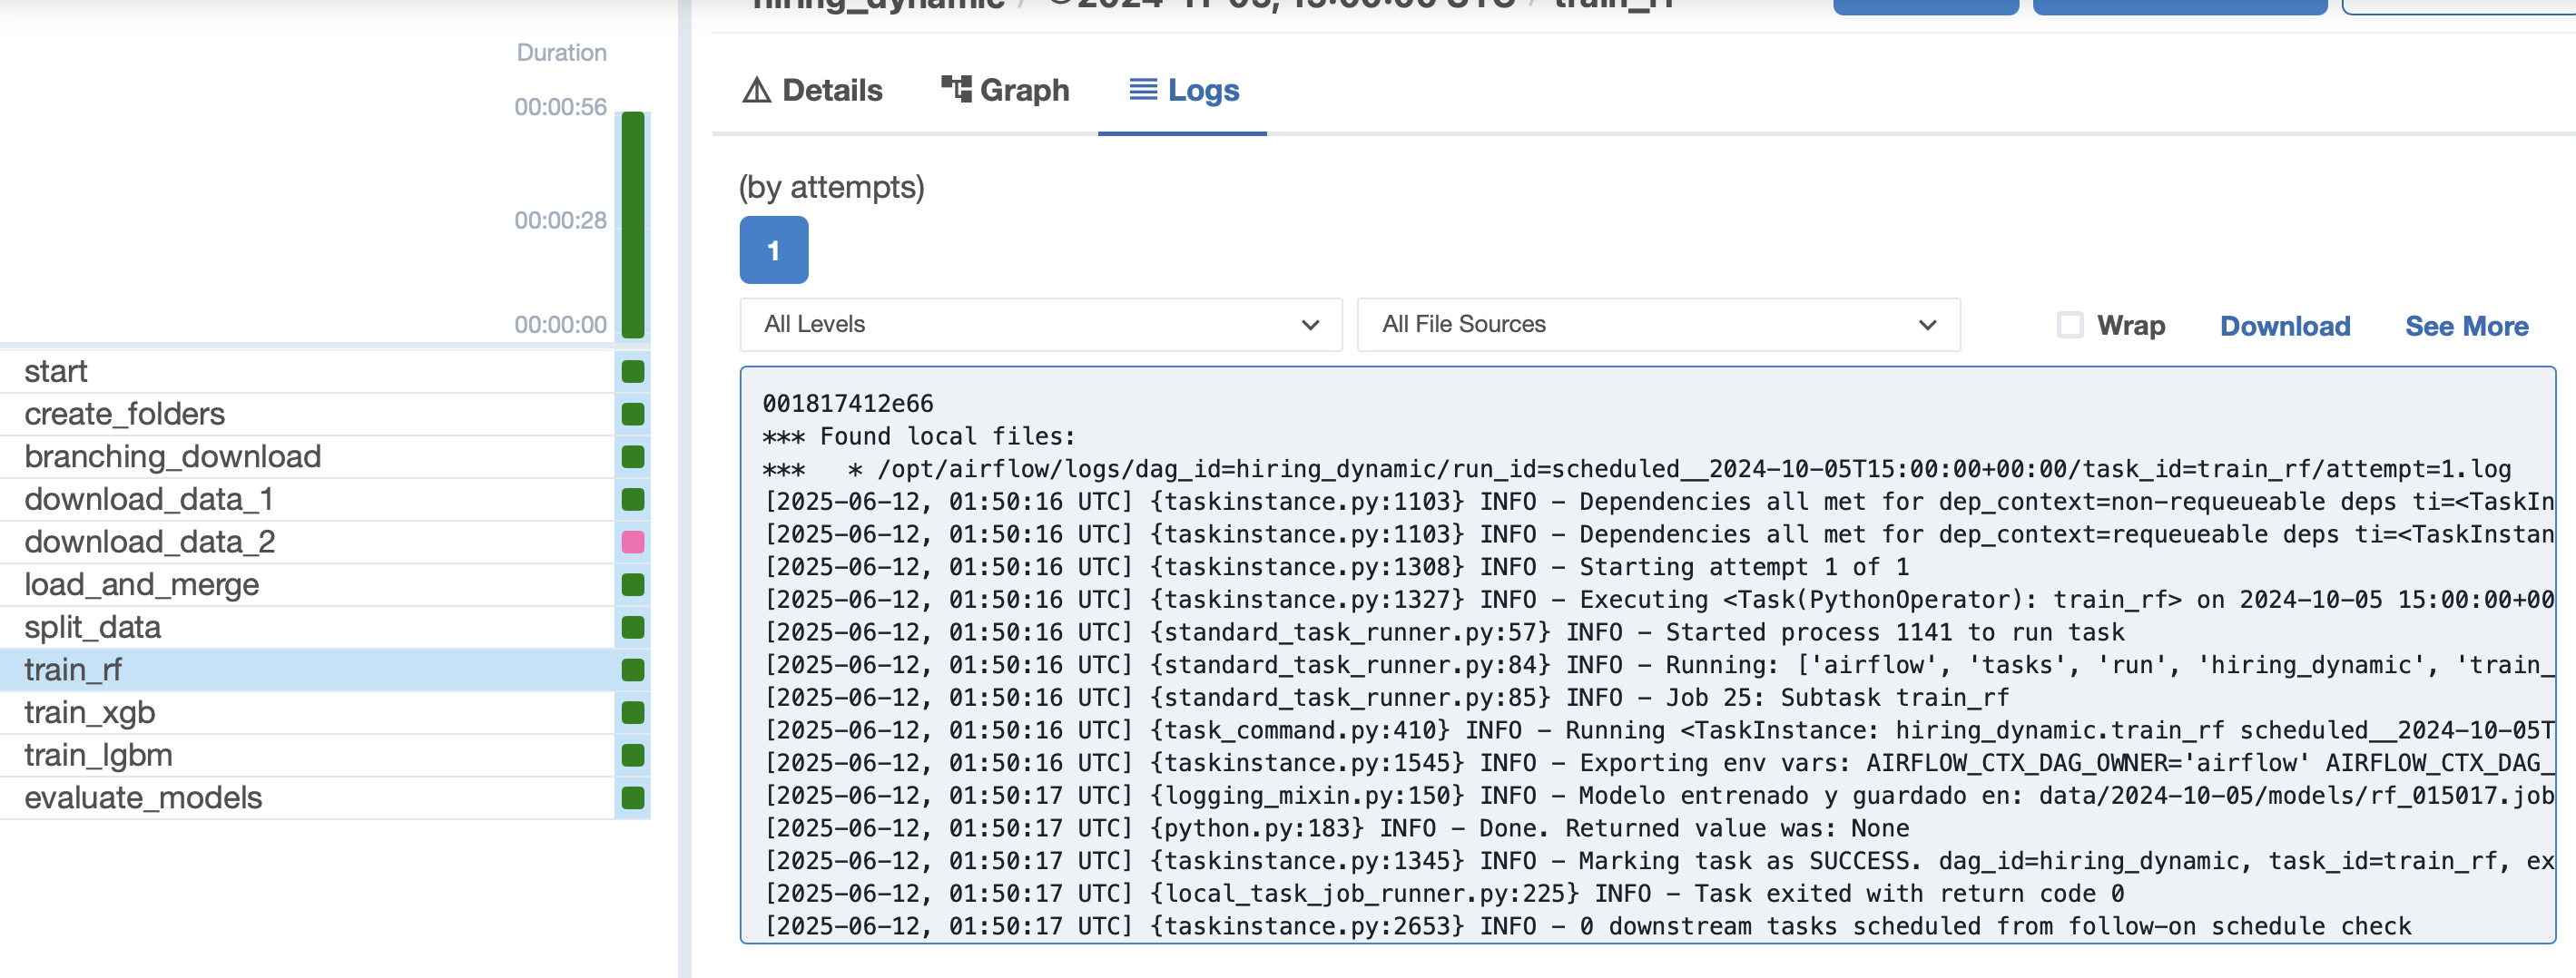 hiring_dynamic / 2024-11-05, 15:00:00 UTC / train_rf
Duration
00:00:56
00:00:28
00:00:00
start
create_folders
branching_download
download_data_1
download_data_2
load_and_merge
split_data
train_rf
train_xgb
train_lgbm
evaluate_models
Details
Graph
Logs
(by attempts)
1
All Levels
All File Sources
Wrap
Download
See More
001817412e66
*** Found local files:
***   * /opt/airflow/logs/dag_id=hiring_dynamic/run_id=scheduled__2024-10-05T15:00:00+00:00/task_id=train_rf/attempt=1.log
[2025-06-12, 01:50:16 UTC] {taskinstance.py:1103} INFO - Dependencies all met for dep_context=non-requeueable deps ti=<TaskIn
[2025-06-12, 01:50:16 UTC] {taskinstance.py:1103} INFO - Dependencies all met for dep_context=requeueable deps ti=<TaskInstan
[2025-06-12, 01:50:16 UTC] {taskinstance.py:1308} INFO - Starting attempt 1 of 1
[2025-06-12, 01:50:16 UTC] {taskinstance.py:1327} INFO - Executing <Task(PythonOperator): train_rf> on 2024-10-05 15:00:00+00
[2025-06-12, 01:50:16 UTC] {standard_task_runner.py:57} INFO - Started process 1141 to run task
[2025-06-12, 01:50:16 UTC] {standard_task_runner.py:84} INFO - Running: ['airflow', 'tasks', 'run', 'hiring_dynamic', 'train_
[2025-06-12, 01:50:16 UTC] {standard_task_runner.py:85} INFO - Job 25: Subtask train_rf
[2025-06-12, 01:50:16 UTC] {task_command.py:410} INFO - Running <TaskInstance: hiring_dynamic.train_rf scheduled__2024-10-05T
[2025-06-12, 01:50:16 UTC] {taskinstance.py:1545} INFO - Exporting env vars: AIRFLOW_CTX_DAG_OWNER='airflow' AIRFLOW_CTX_DAG_
[2025-06-12, 01:50:17 UTC] {logging_mixin.py:150} INFO - Modelo entrenado y guardado en: data/2024-10-05/models/rf_015017.job
[2025-06-12, 01:50:17 UTC] {python.py:183} INFO - Done. Returned value was: None
[2025-06-12, 01:50:17 UTC] {taskinstance.py:1345} INFO - Marking task as SUCCESS. dag_id=hiring_dynamic, task_id=train_rf, ex
[2025-06-12, 01:50:17 UTC] {local_task_job_runner.py:225} INFO - Task exited with return code 0
[2025-06-12, 01:50:17 UTC] {taskinstance.py:2653} INFO - 0 downstream tasks scheduled from follow-on schedule check